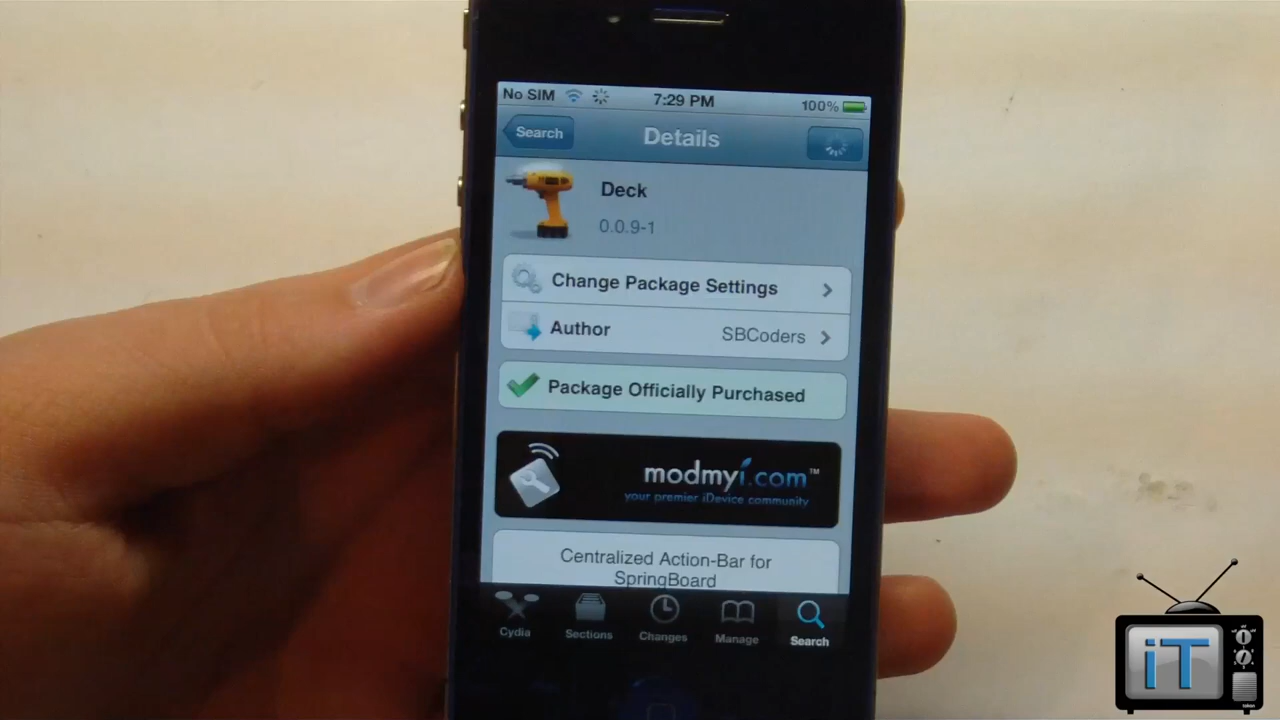 No SIM 7:29 PM 100%
Search Details
Deck
0.0.9-1
Change Package Settings
Author SBCoders
Package Officially Purchased
modmyi.com™
your premier iDevice community
Centralized Action-Bar for
SpringBoard
Cydia Sections Changes Manage Search
iT